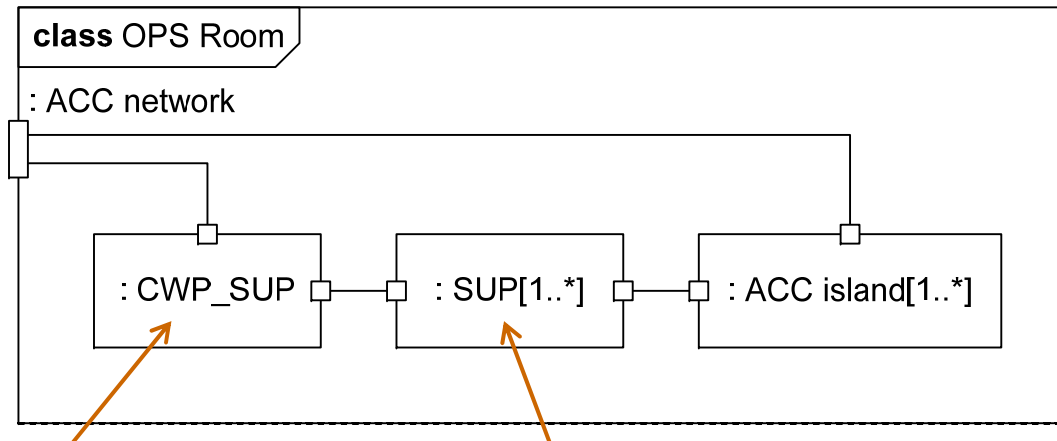 class OPS Room
: ACC network
: CWP_SUP
: SUP[1..*]
: ACC island[1..*]